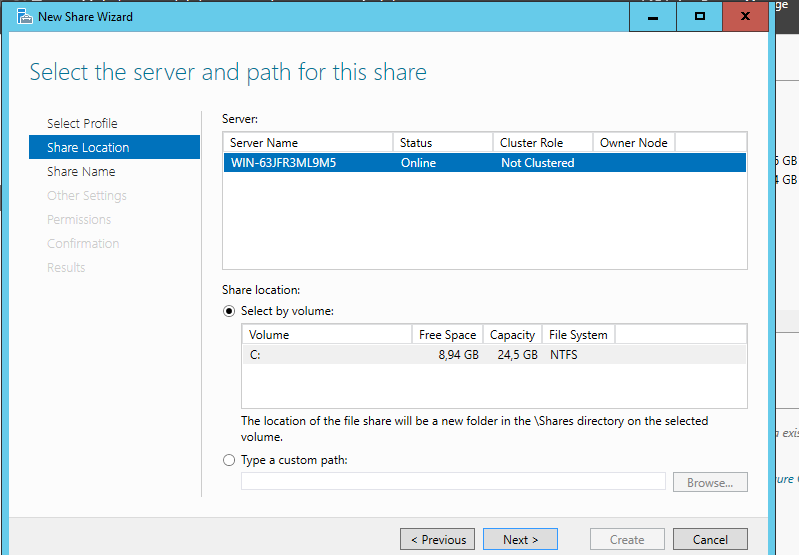 New Share Wizard
Select the server and path for this share
Select Profile
Share Location
Share Name
Other Settings
Permissions
Confirmation
Results
Server:
Server Name Status Cluster Role Owner Node
WIN-63JFR3ML9M5 Online Not Clustered
Share location:
Select by volume:
Volume Free Space Capacity File System
C: 8,94 GB 24,5 GB NTFS
The location of the file share will be a new folder in the \Shares directory on the selected
volume.
Type a custom path:
Browse...
< Previous Next > Create Cancel
GB
GB